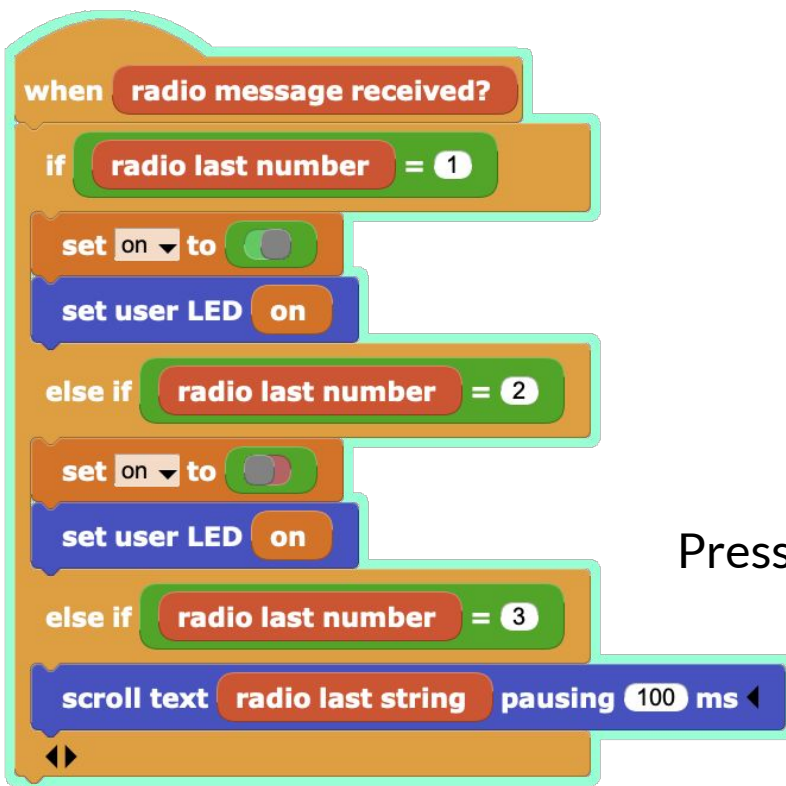 when radio message received?
if radio last number = 1
set on to
set user LED on
else if radio last number = 2
set on to
set user LED on
Press
else if radio last number = 3
scroll text radio last string pausing 100 ms